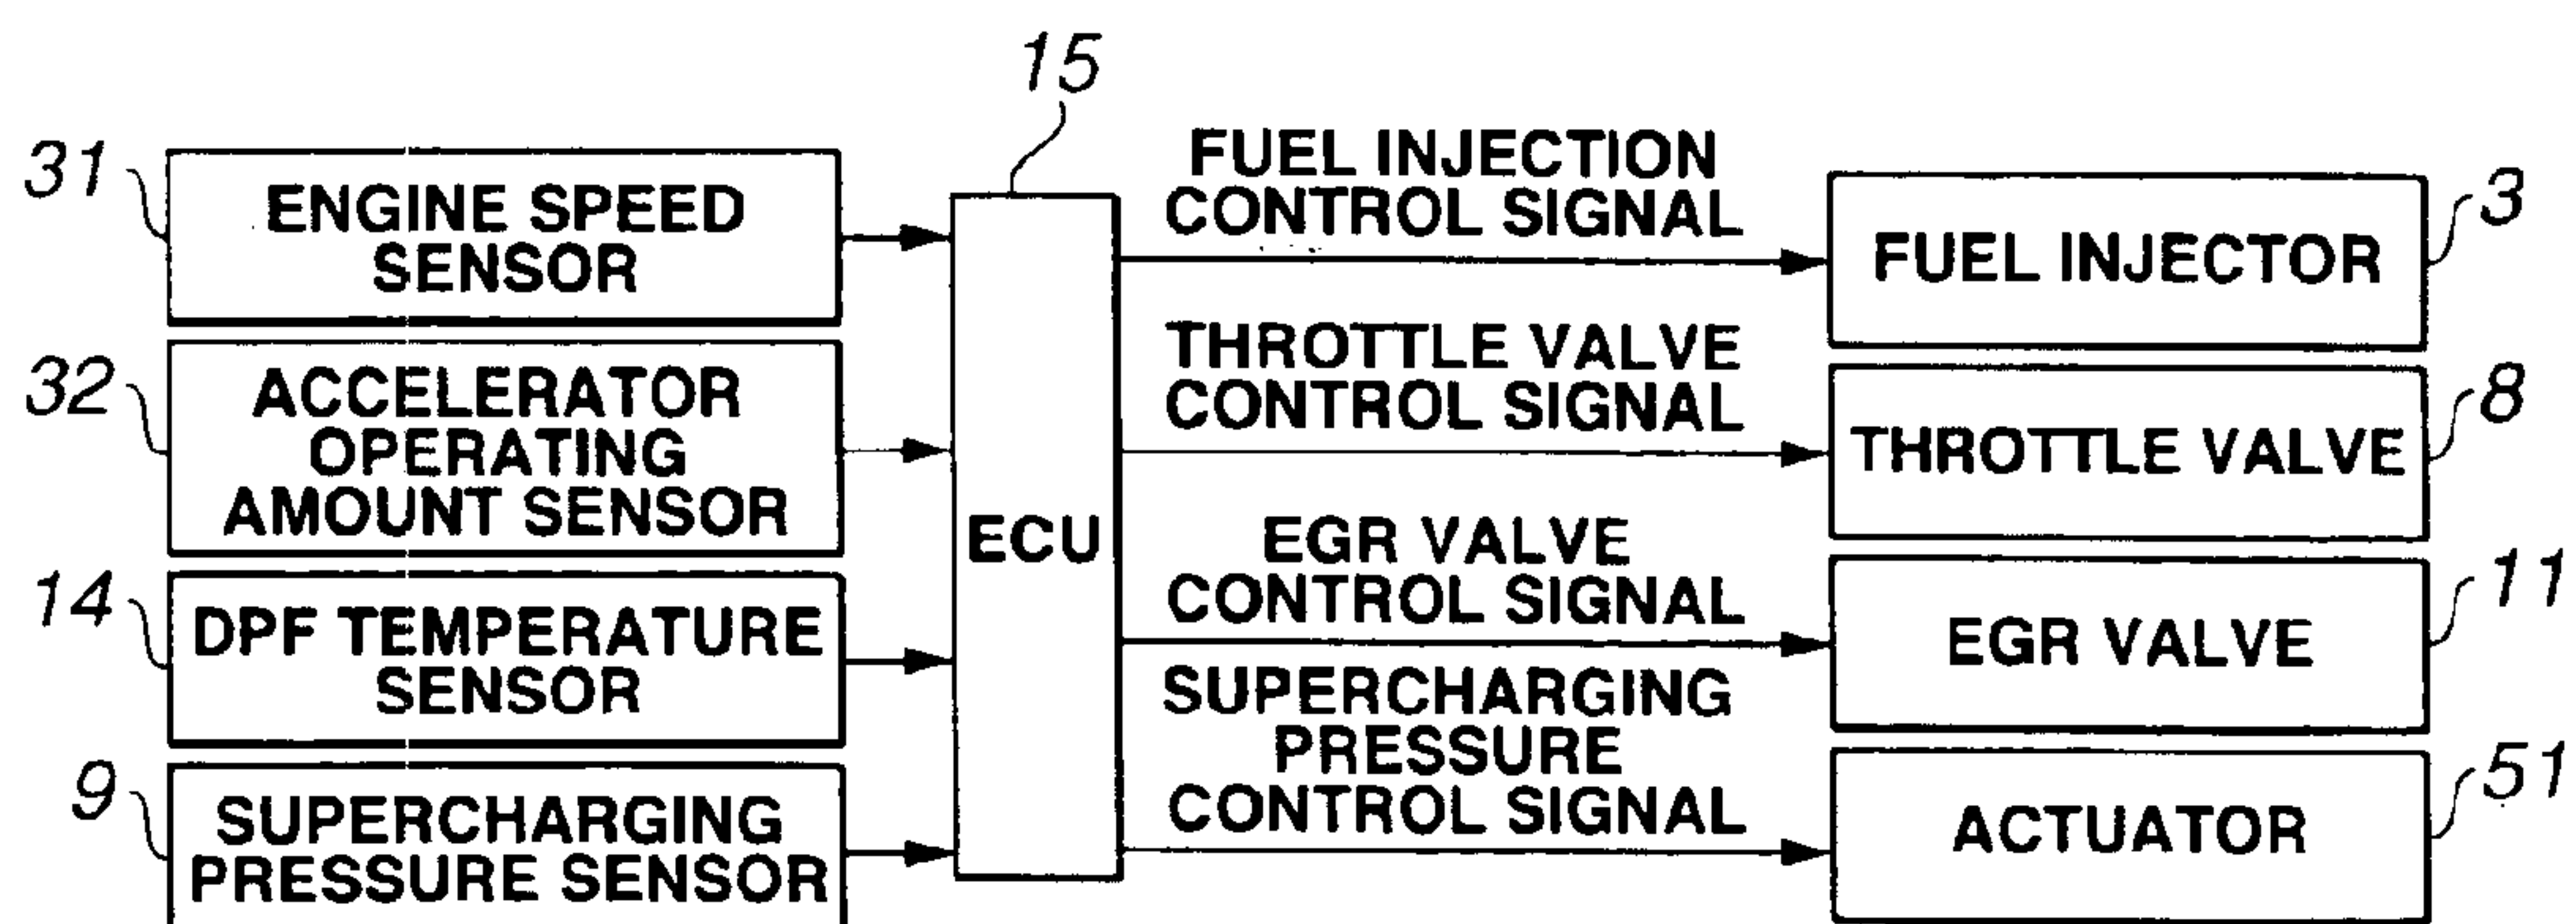 15
31
ENGINE SPEED
SENSOR
32
ACCELERATOR
OPERATING
AMOUNT SENSOR
14
DPF TEMPERATURE
SENSOR
9
SUPERCHARGING
PRESSURE SENSOR
ECU
FUEL INJECTION
CONTROL SIGNAL
THROTTLE VALVE
CONTROL SIGNAL
EGR VALVE
CONTROL SIGNAL
SUPERCHARGING
PRESSURE
CONTROL SIGNAL
FUEL INJECTOR
3
THROTTLE VALVE
8
EGR VALVE
11
ACTUATOR
51